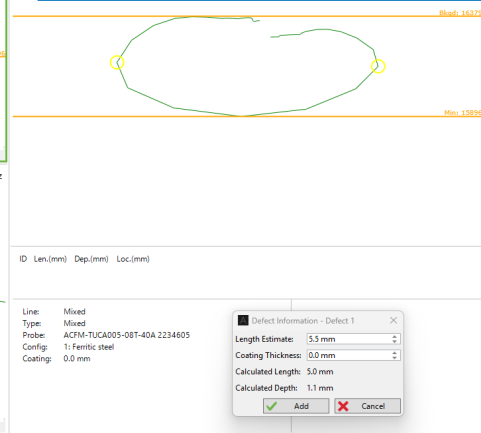 Bkgd: 16375
Min: 15896
ID Len.(mm) Dep.(mm) Loc.(mm)
Line: Mixed
Type: Mixed
Probe: ACFM-TUCA005-08T-40A 2234605
Config: 1: Ferritic steel
Coating: 0.0 mm
Defect Information - Defect 1
Length Estimate: 5.5 mm
Coating Thickness: 0.0 mm
Calculated Length: 5.0 mm
Calculated Depth: 1.1 mm
Add Cancel